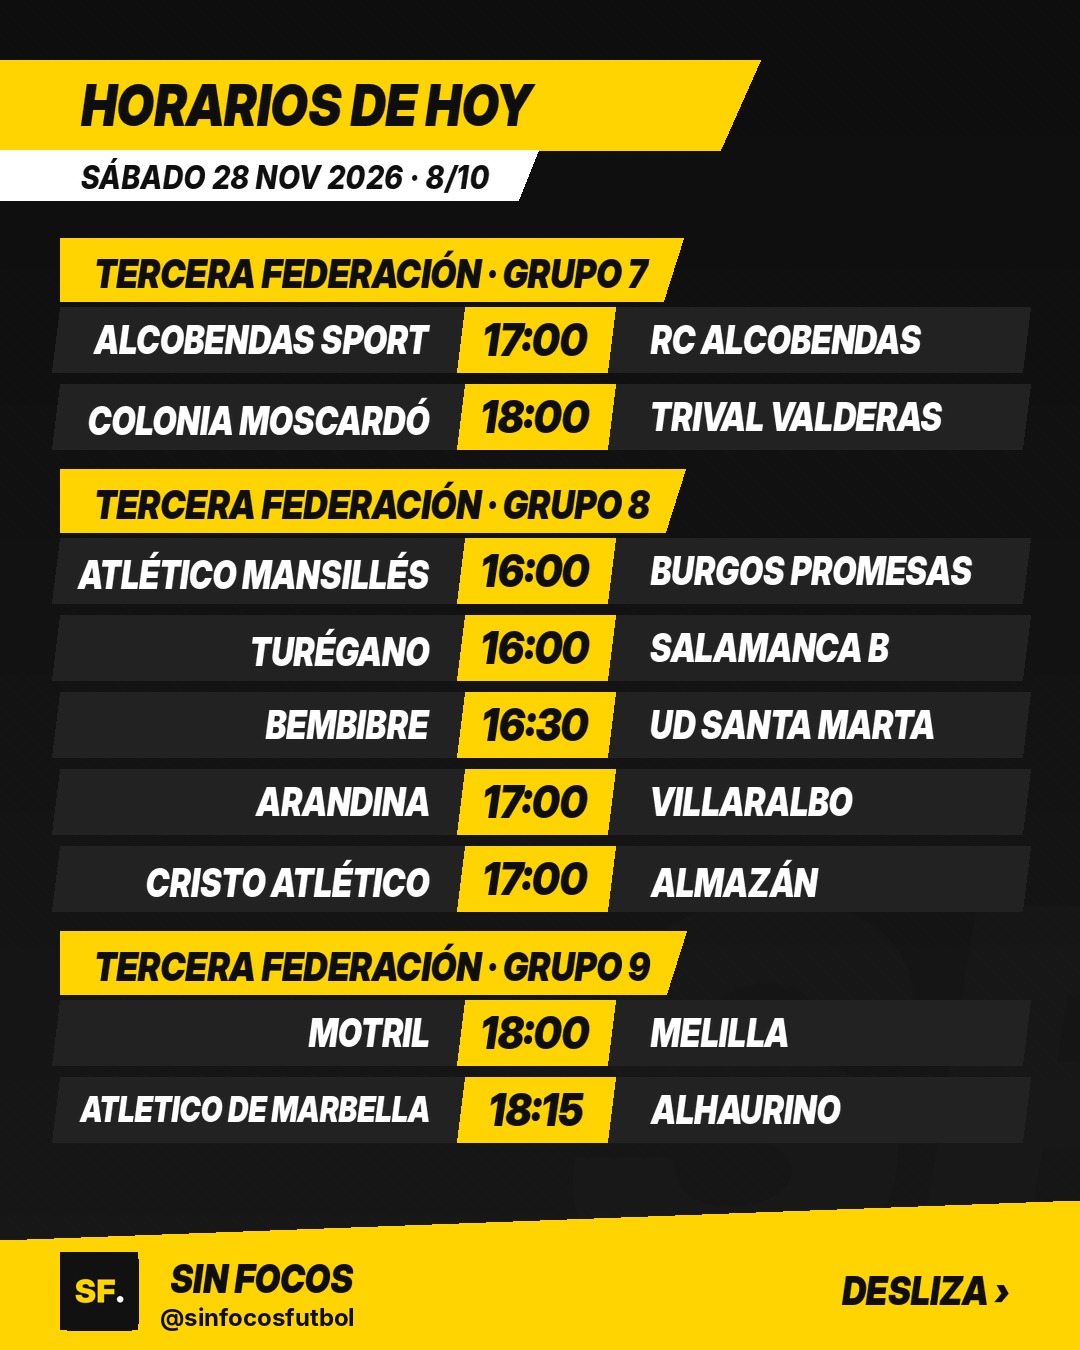 HORARIOS DE HOY
SÁBADO 28 NOV 2026 · 8/10
TERCERA FEDERACIÓN · GRUPO 7
ALCOBENDAS SPORT 17:00 RC ALCOBENDAS
COLONIA MOSCARDÓ 18:00 TRIVAL VALDERAS
TERCERA FEDERACIÓN · GRUPO 8
ATLÉTICO MANSILLÉS 16:00 BURGOS PROMESAS
TURÉGANO 16:00 SALAMANCA B
BEMBIBRE 16:30 UD SANTA MARTA
ARANDINA 17:00 VILLARALBO
CRISTO ATLÉTICO 17:00 ALMAZÁN
TERCERA FEDERACIÓN · GRUPO 9
MOTRIL 18:00 MELILLA
ATLETICO DE MARBELLA 18:15 ALHAURINO
SF. SIN FOCOS
@sinfocosfutbol
DESLIZA ›